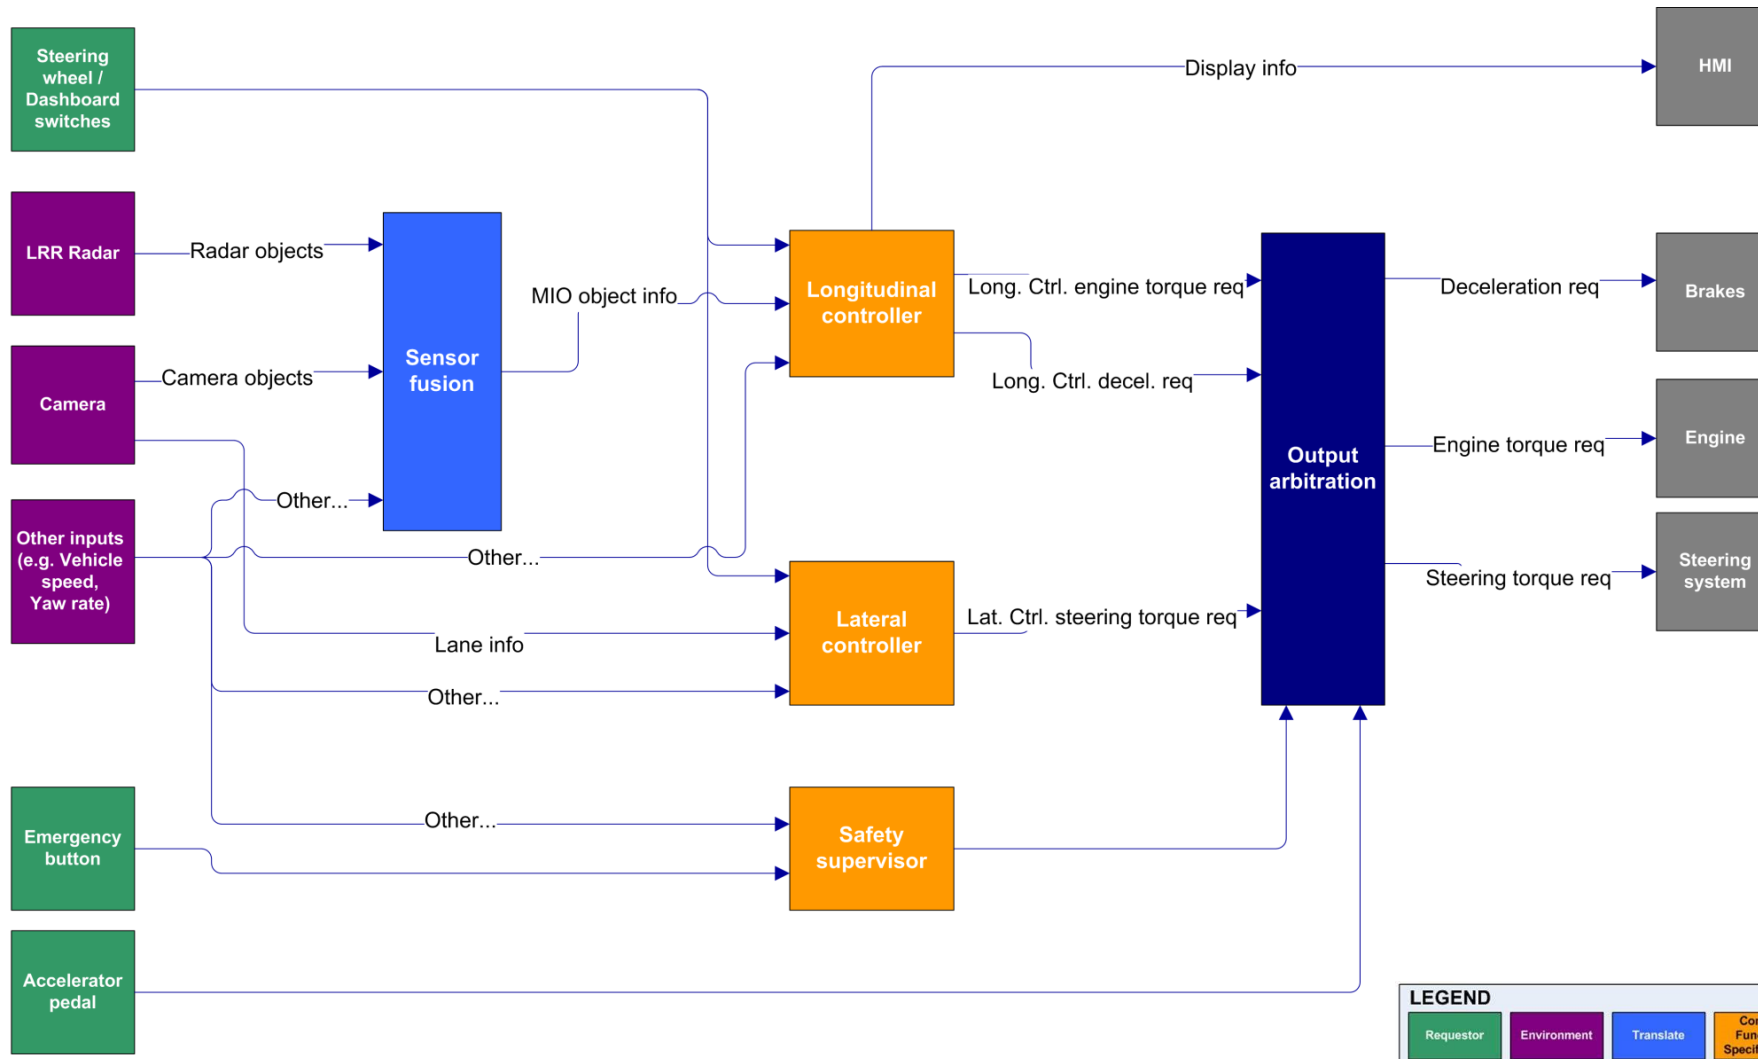 Steering
wheel /
Dashboard
switches
Display info
HMI
LRR Radar
Radar objects
MIO object info
Longitudinal
controller
Long. Ctrl. engine torque req
Deceleration req
Brakes
Sensor
fusion
Camera objects
Camera
Long. Ctrl. decel. req
Output
arbitration
Engine torque req
Engine
Other...
Other inputs
(e.g. Vehicle
speed,
Yaw rate)
Other...
Steering torque req
Steering
system
Lateral
controller
Lat. Ctrl. steering torque req
Lane info
Other...
Other...
Emergency
button
Safety
supervisor
Accelerator
pedal
LEGEND
Requestor
Environment
Translate